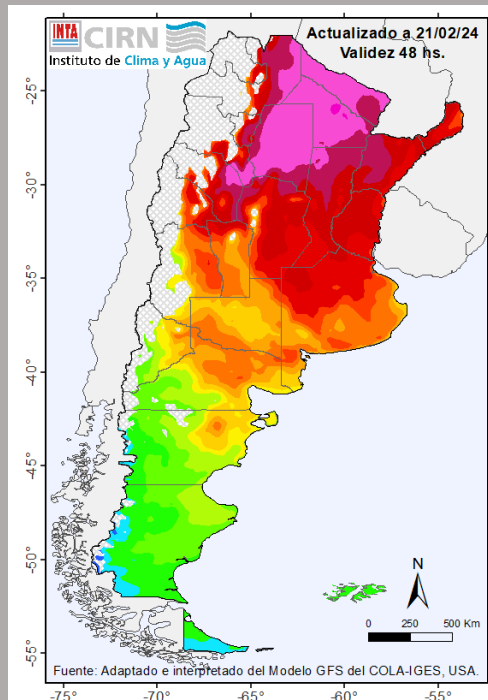 INTA CIRN
Instituto de Clima y Agua
Actualizado a 21/02/24
Validez 48 hs.
-25°
-30°
-35°
-40°
-45°
-50°
-55°
N
0 250 500 Km
Fuente: Adaptado e interpretado del Modelo GFS del COLA-IGES, USA.
-75° -70° -65° -60° -55°